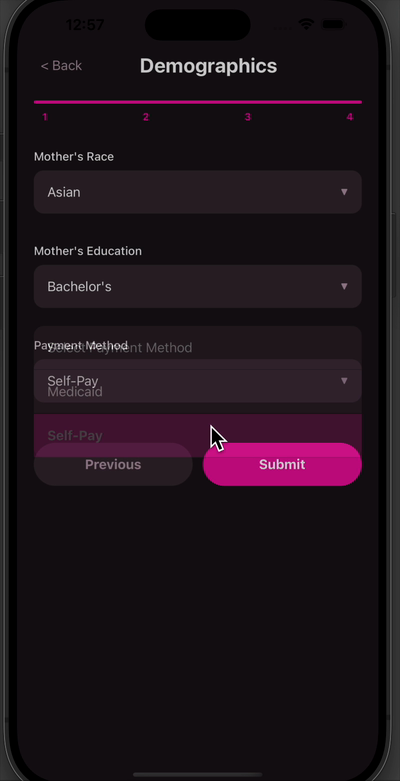 12:57
< Back
Demographics
1 2 3 4
Mother's Race
Asian
Mother's Education
Bachelor's
Payment Method
Select Payment Method
Self-Pay
Medicaid
Self-Pay
Previous
Submit